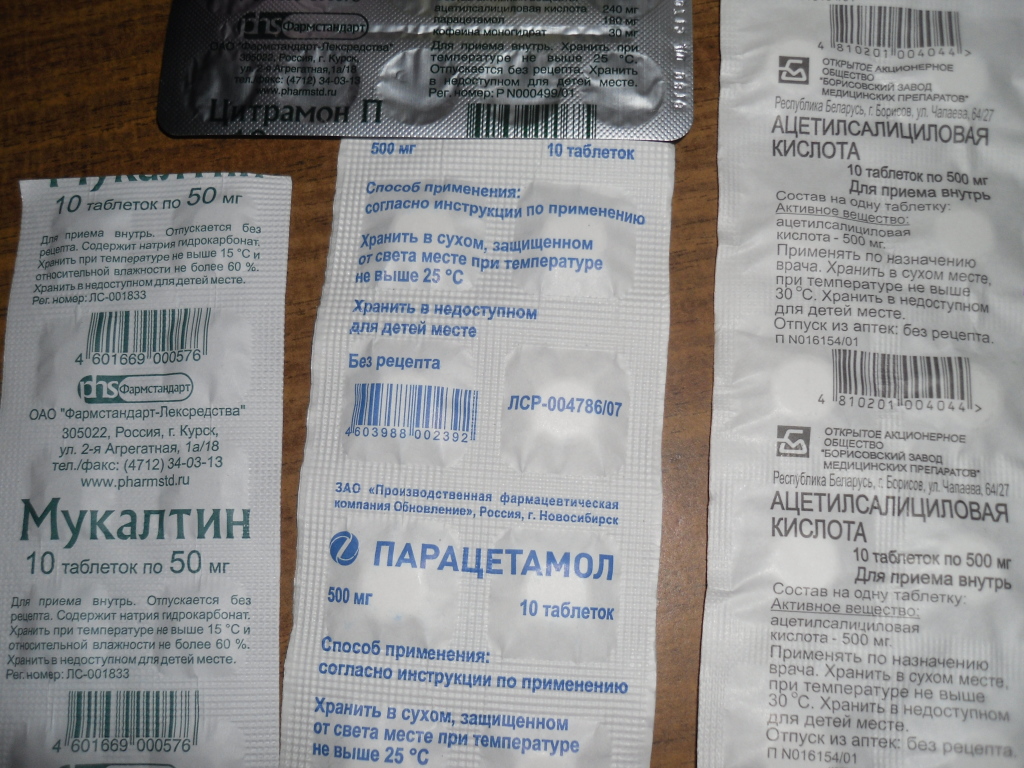 ацетилсалициловая кислота 240 мг
парацетамол 180 мг
кофеина моногидрат 30 мг
phs Фармстандарт
ОАО "Фармстандарт-Лексредства"
305022, Россия, г. Курск,
ул. 2-я Агрегатная, 1а/18
тел./факс: (4712) 34-03-13
www.pharmstd.ru
Для приема внутрь. Хранить при
температуре не выше 25 °C.
Отпускается без рецепта. Хранить
в недоступном для детей месте.
Рег. номер: Р N000499/01
Цитрамон П
Мукалтин
10 таблеток по 50 мг
Для приема внутрь. Отпускается без
рецепта. Содержит натрия гидрокарбонат.
Хранить при температуре не выше 15 °C и
относительной влажности не более 60 %.
Хранить в недоступном для детей месте.
Рег. номер: ЛС-001833
4 601669 000576
phs Фармстандарт
ОАО "Фармстандарт-Лексредства"
305022, Россия, г. Курск,
ул. 2-я Агрегатная, 1а/18
тел./факс: (4712) 34-03-13
www.pharmstd.ru
Мукалтин
10 таблеток по 50 мг
Для приема внутрь. Отпускается без
рецепта. Содержит натрия гидрокарбонат.
Хранить при температуре не выше 15 °C и
относительной влажности не более 60 %.
Хранить в недоступном для детей месте.
Рег. номер: ЛС-001833
4 601669 000576
500 мг 10 таблеток
Способ применения:
согласно инструкции по применению
Хранить в сухом, защищенном
от света месте при температуре
не выше 25 °C
Хранить в недоступном
для детей месте
Без рецепта
4 603988 002392
ЛСР-004786/07
ЗАО «Производственная фармацевтическая
компания Обновление», Россия, г. Новосибирск
ПАРАЦЕТАМОЛ
500 мг 10 таблеток
Способ применения:
согласно инструкции по применению
Хранить в сухом, защищенном
от света месте при температуре
не выше 25 °C
4 810201 004044 >
ОТКРЫТОЕ АКЦИОНЕРНОЕ
ОБЩЕСТВО
"БОРИСОВСКИЙ ЗАВОД
МЕДИЦИНСКИХ ПРЕПАРАТОВ"
Республика Беларусь, г. Борисов, ул. Чапаева, 64/27
АЦЕТИЛСАЛИЦИЛОВАЯ
КИСЛОТА
10 таблеток по 500 мг
Для приема внутрь
Состав на одну таблетку:
Активное вещество:
ацетилсалициловая
кислота - 500 мг.
Применять по назначению
врача. Хранить в сухом месте,
при температуре не выше
30 °C. Хранить в недоступном
для детей месте.
Отпуск из аптек: без рецепта.
П N016154/01
4 810201 004044 >
ОТКРЫТОЕ АКЦИОНЕРНОЕ
ОБЩЕСТВО
"БОРИСОВСКИЙ ЗАВОД
МЕДИЦИНСКИХ ПРЕПАРАТОВ"
Республика Беларусь, г. Борисов, ул. Чапаева, 64/27
АЦЕТИЛСАЛИЦИЛОВАЯ
КИСЛОТА
10 таблеток по 500 мг
Для приема внутрь
Состав на одну таблетку:
Активное вещество:
ацетилсалициловая
кислота - 500 мг.
Применять по назначению
врача. Хранить в сухом месте.
при температуре не выше
30 °C. Хранить в недоступном
для детей месте.
Отпуск из аптек: без рецепта.
П N016154/01